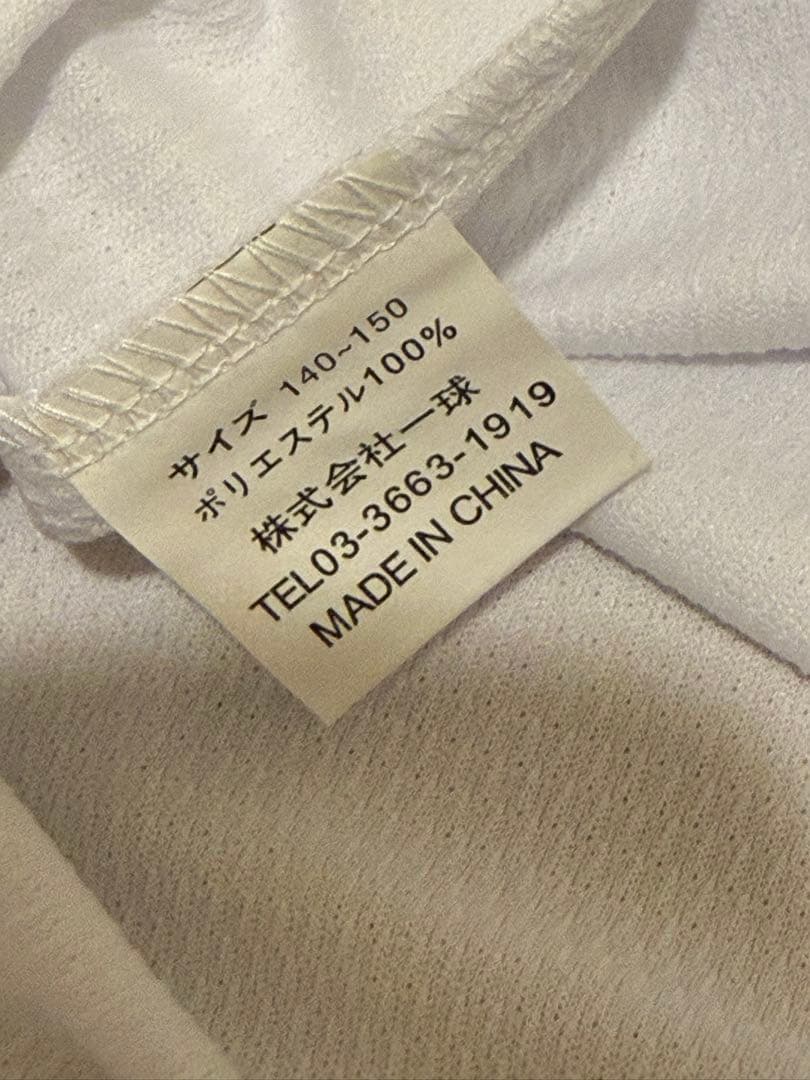 サイズ 140~150
ポリエステル100%
株式会社一球
TEL03-3663-1919
MADE IN CHINA